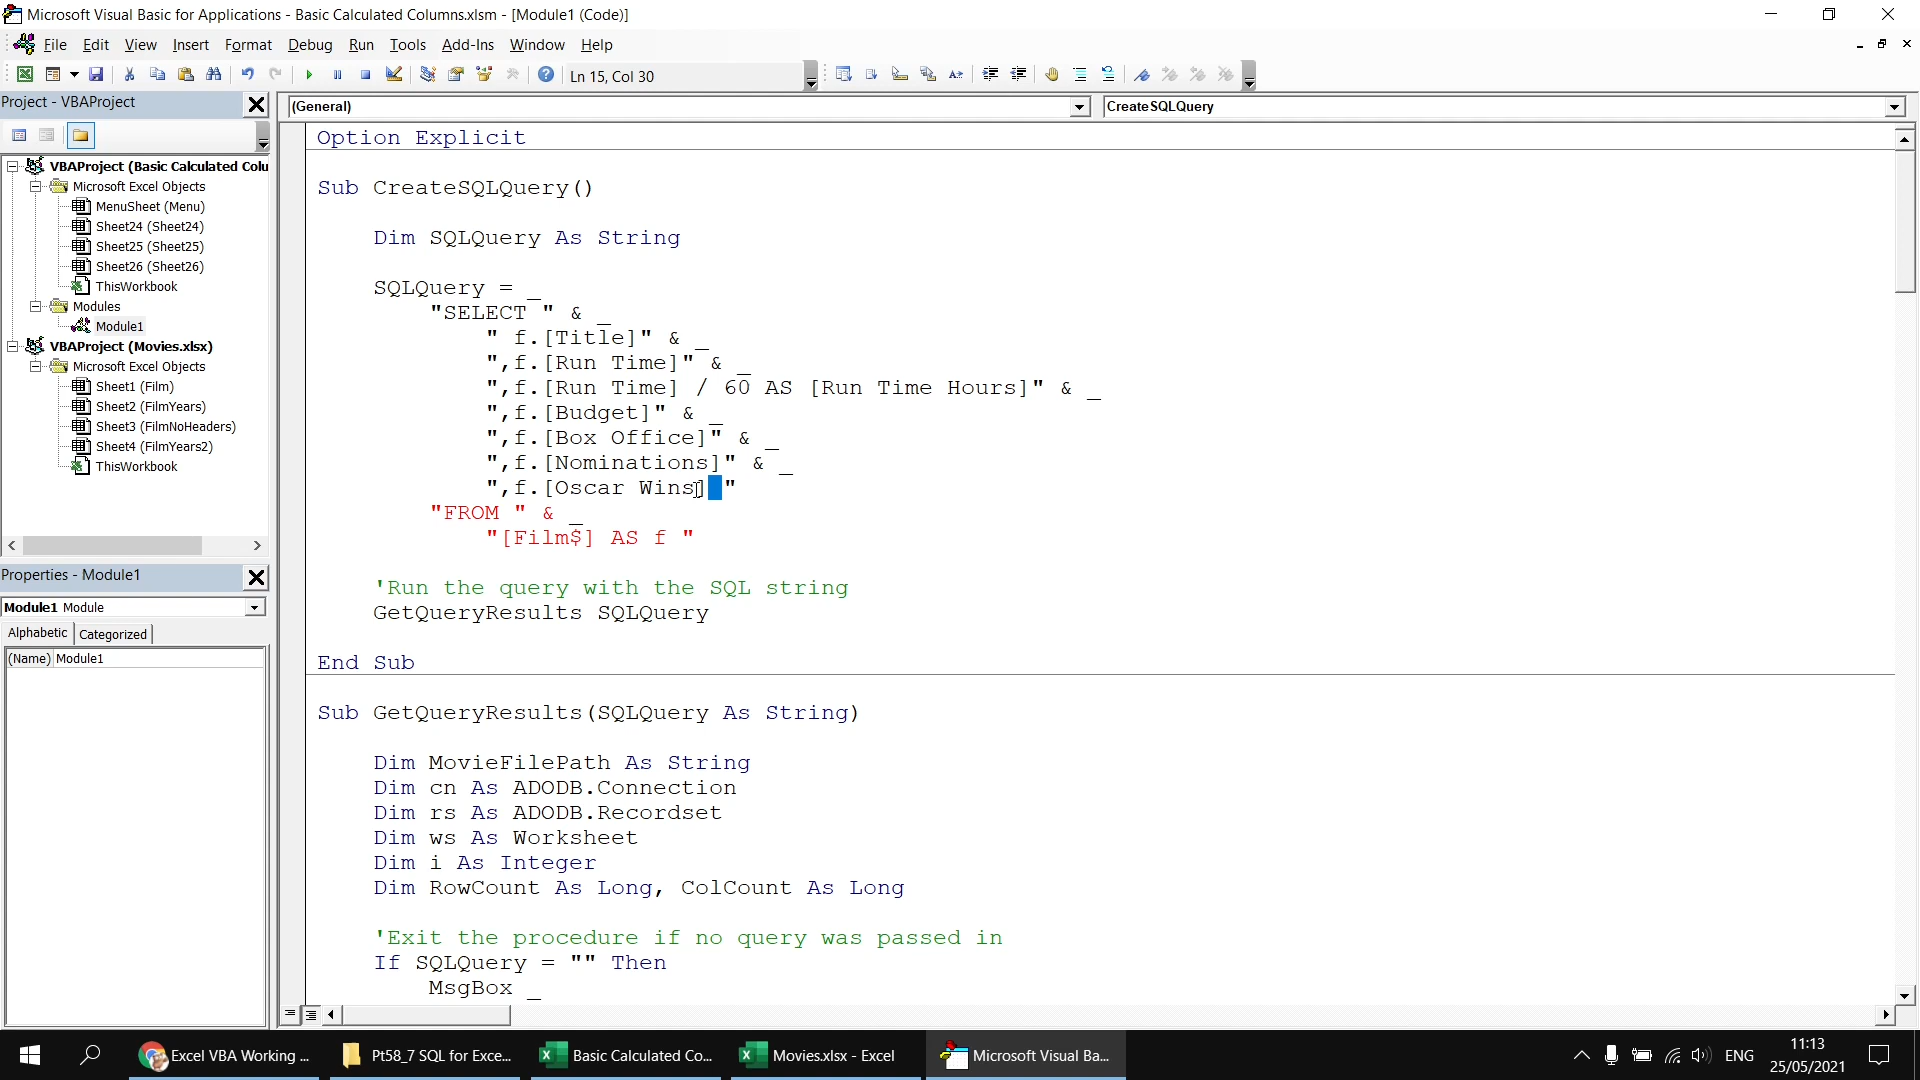 Microsoft Visual Basic for Applications - Basic Calculated Columns.xlsm - [Module1 (Code)]
File Edit View Insert Format Debug Run Tools Add-Ins Window Help
Ln 15, Col 30
Project - VBAProject
(General)
CreateSQLQuery
VBAProject (Basic Calculated Colu
Microsoft Excel Objects
MenuSheet (Menu)
Sheet24 (Sheet24)
Sheet25 (Sheet25)
Sheet26 (Sheet26)
ThisWorkbook
Modules
Module1
VBAProject (Movies.xlsx)
Microsoft Excel Objects
Sheet1 (Film)
Sheet2 (FilmYears)
Sheet3 (FilmNoHeaders)
Sheet4 (FilmYears2)
ThisWorkbook
Properties - Module1
Module1 Module
Alphabetic Categorized
(Name) Module1
Option Explicit
Sub CreateSQLQuery()
Dim SQLQuery As String
SQLQuery = _
"SELECT " & _
" f.[Title]" & _
",f.[Run Time]" & _
",f.[Run Time] / 60 AS [Run Time Hours]" & _
",f.[Budget]" & _
",f.[Box Office]" & _
",f.[Nominations]" & _
",f.[Oscar Wins] "
"FROM " & _
"[Film$] AS f "
'Run the query with the SQL string
GetQueryResults SQLQuery
End Sub
Sub GetQueryResults(SQLQuery As String)
Dim MovieFilePath As String
Dim cn As ADODB.Connection
Dim rs As ADODB.Recordset
Dim ws As Worksheet
Dim i As Integer
Dim RowCount As Long, ColCount As Long
'Exit the procedure if no query was passed in
If SQLQuery = "" Then
MsgBox _
Excel VBA Working ...
Pt58_7 SQL for Exce...
Basic Calculated Co...
Movies.xlsx - Excel
Microsoft Visual Ba...
ENG
11:13
25/05/2021